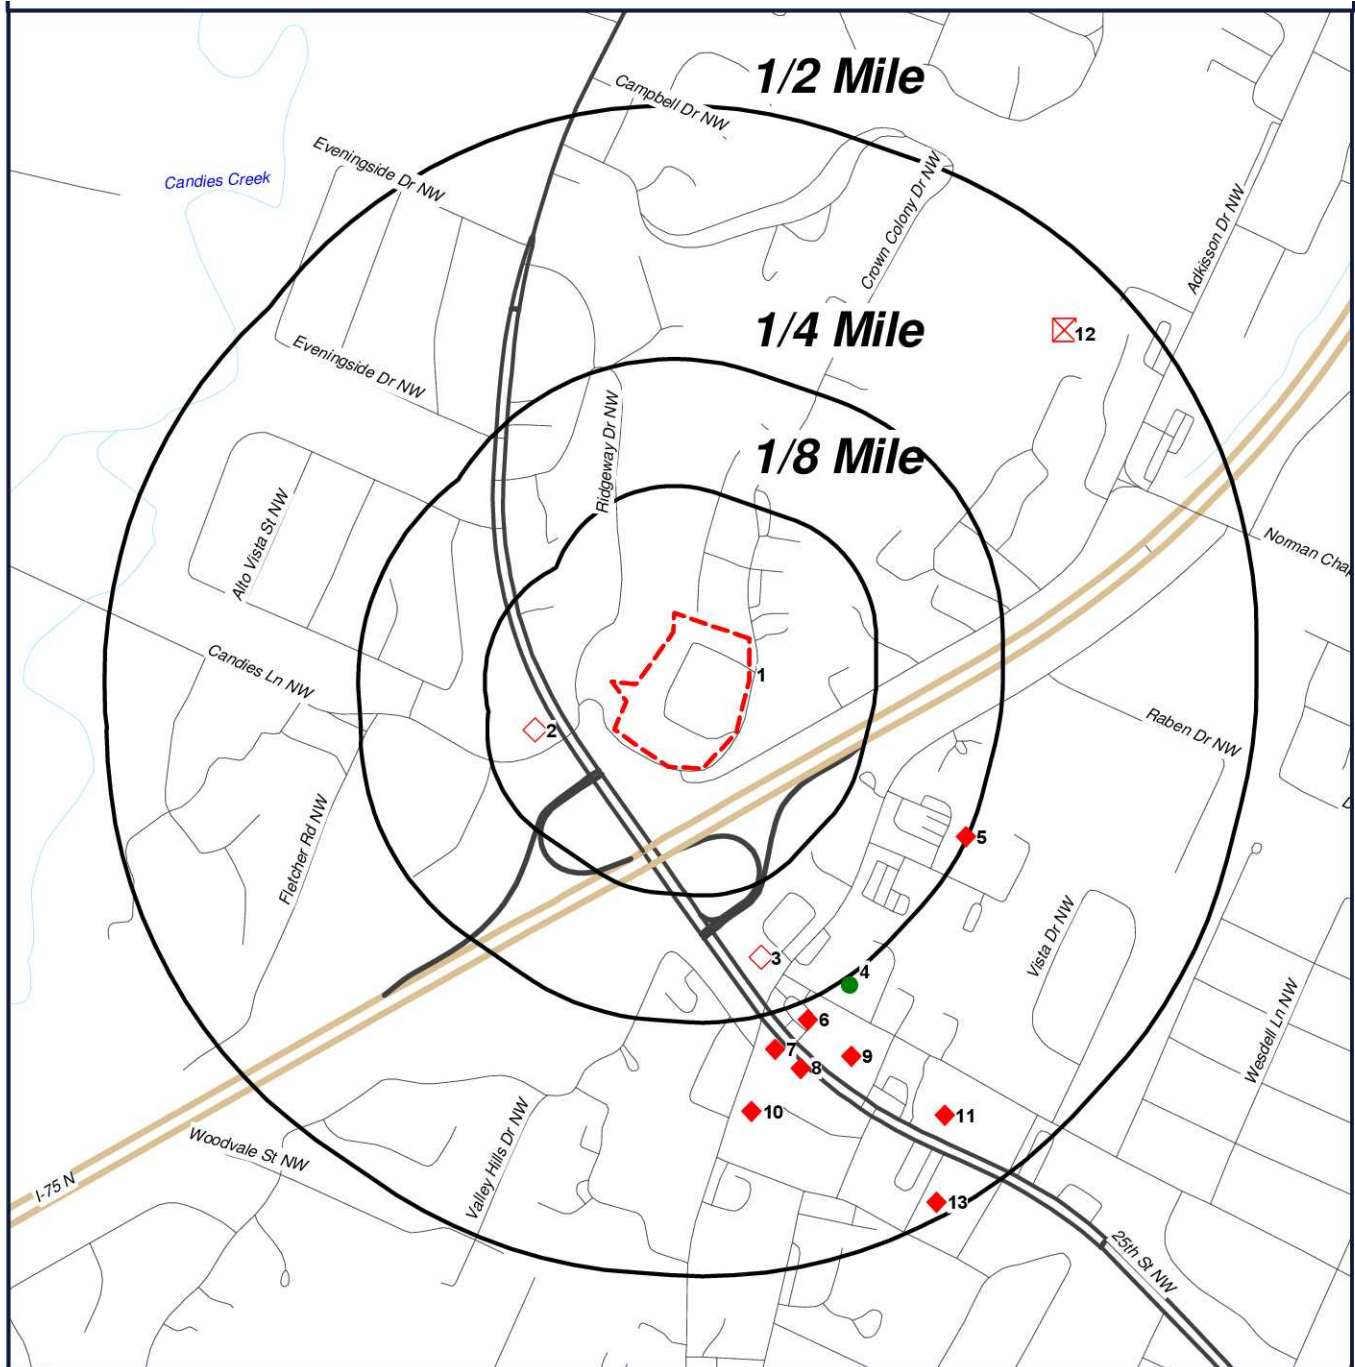 1/2 Mile
Campbell Dr NW
Eveningside Dr NW
Candies Creek
Crown Colony Dr NW
Adkisson Dr NW
1/4 Mile
12
Eveningside Dr NW
Ridgeway Dr NW
1/8 Mile
Alto Vista St NW
Norman Chap
Candies Ln NW
1
2
Raben Dr NW
Fletcher Rd NW
5
Vista Dr NW
3
4
Wesdell Ln NW
6
7
8
9
10
11
Woodvale St NW
Valley Hills Dr NW
I-75 N
13
25th St NW